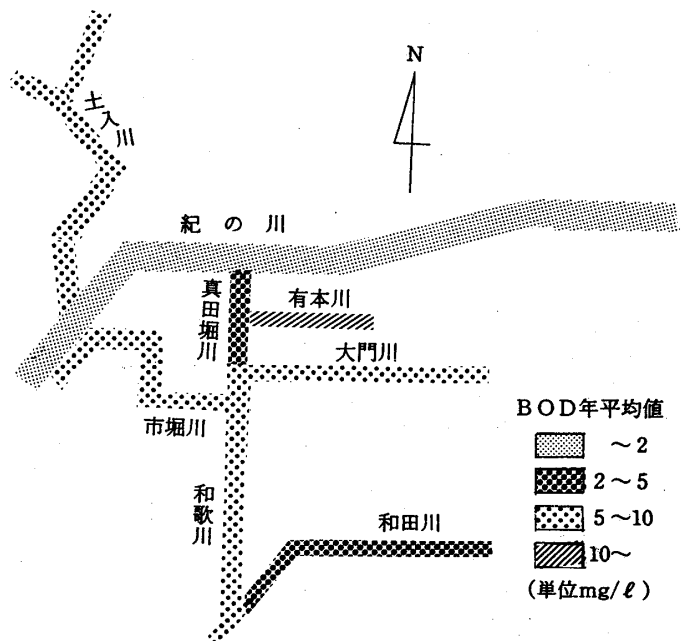 N
土入川
紀の川
真田堀川
有本川
大門川
市堀川
和歌川
和田川
BOD年平均値
～2
2～5
5～10
10～
(単位mg/ℓ)